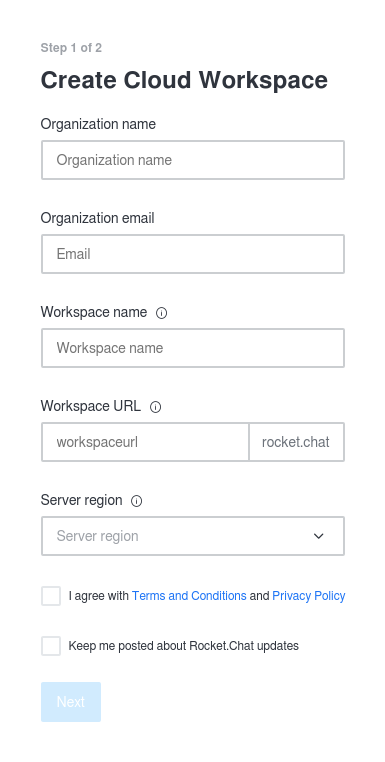 Step 1 of 2
Create Cloud Workspace
Organization name
Organization name
Organization email
Email
Workspace name
Workspace name
Workspace URL
workspaceurl rocket.chat
Server region
Server region
I agree with Terms and Conditions and Privacy Policy
Keep me posted about Rocket.Chat updates
Next